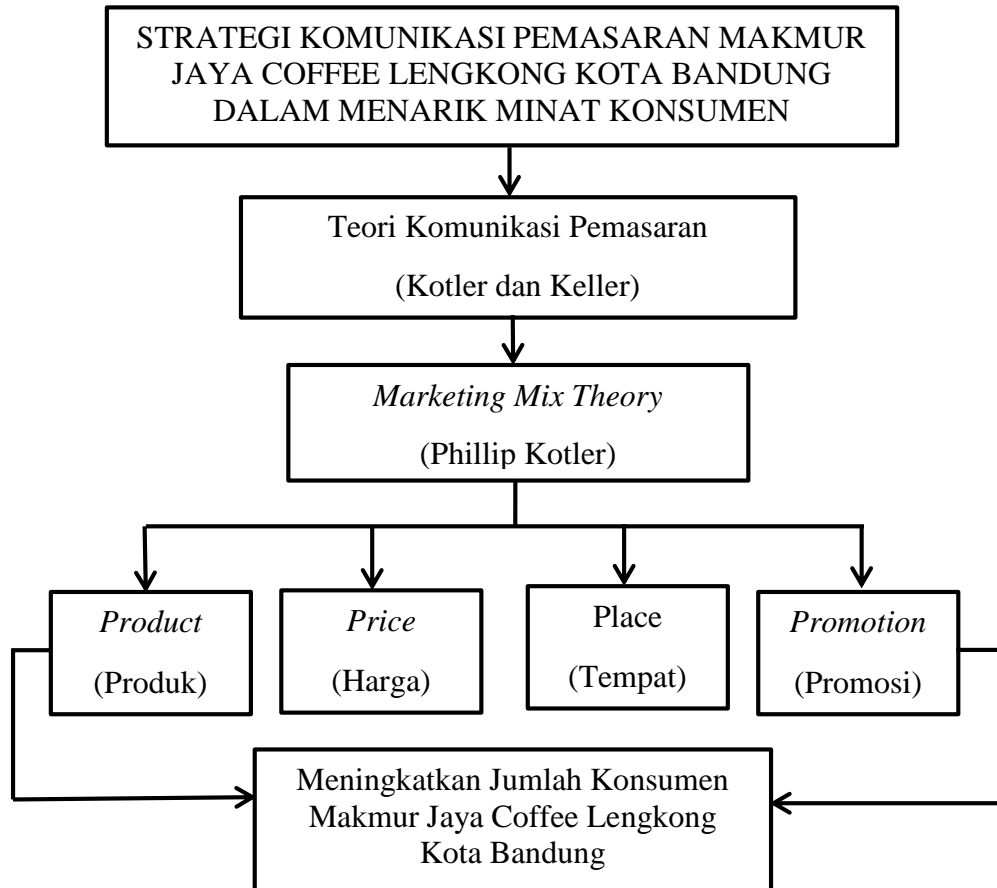 STRATEGI KOMUNIKASI PEMASARAN MAKMUR
JAYA COFFEE LENGKONG KOTA BANDUNG
DALAM MENARIK MINAT KONSUMEN
Teori Komunikasi Pemasaran
(Kotler dan Keller)
Marketing Mix Theory
(Phillip Kotler)
Product
(Produk)
Price
(Harga)
Place
(Tempat)
Promotion
(Promosi)
Meningkatkan Jumlah Konsumen
Makmur Jaya Coffee Lengkong
Kota Bandung